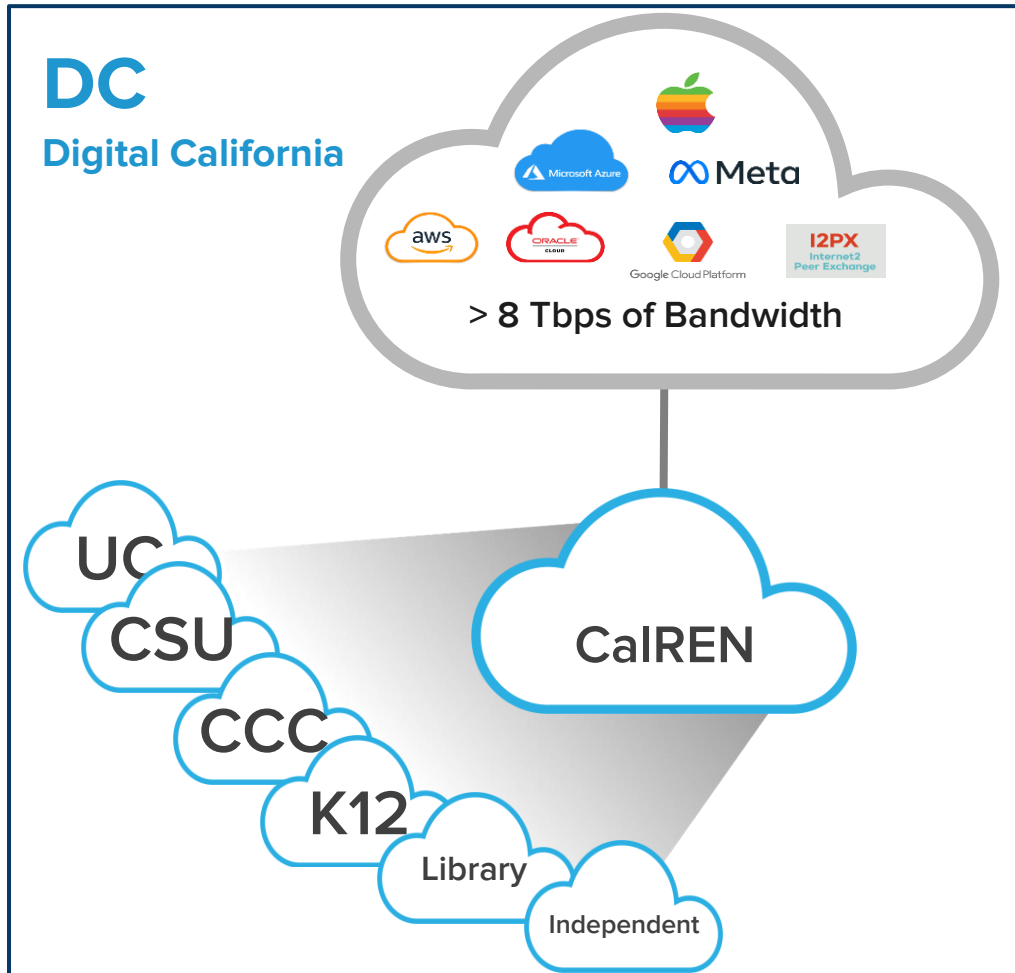 DC
Digital California
Microsoft Azure
Meta
aws
ORACLE
CLOUD
Google Cloud Platform
I2PX
Internet2
Peer Exchange
> 8 Tbps of Bandwidth
UC
CSU
CCC
K12
Library
Independent
CalREN